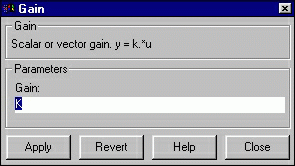 Gain
Gain
Scalar or vector gain. y = k.*u
Parameters
Gain:
K
Apply Revert Help Close